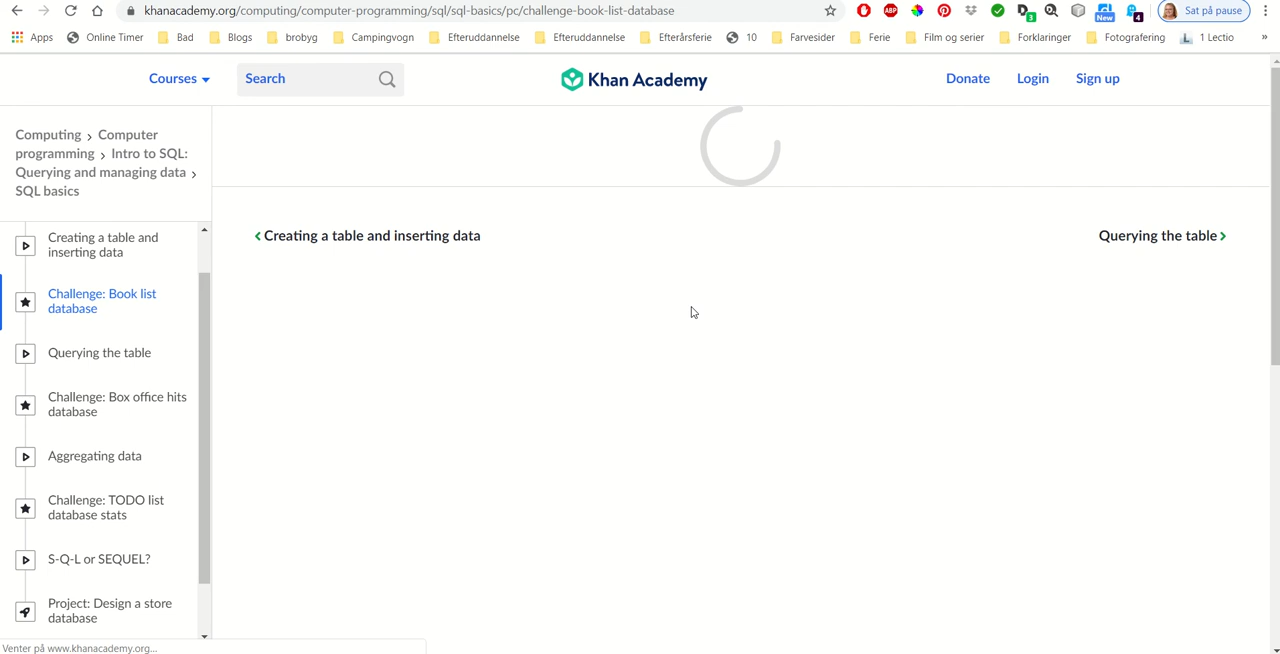 khanacademy.org/computing/computer-programming/sql/sql-basics/pc/challenge-book-list-database
ABP
3
New
4
Sat på pause
Apps
Online Timer
Bad
Blogs
brobyg
Campingvogn
Efteruddannelse
Efteruddannelse
Efterårsferie
10
Farvesider
Ferie
Film og serier
Forklaringer
Fotografering
1 Lectio
»
Courses
Search
Khan Academy
Donate
Login
Sign up
Computing › Computer
programming › Intro to SQL:
Querying and managing data ›
SQL basics
Creating a table and
inserting data
Challenge: Book list
database
Querying the table
Challenge: Box office hits
database
Aggregating data
Challenge: TODO list
database stats
S-Q-L or SEQUEL?
Project: Design a store
database
‹ Creating a table and inserting data
Querying the table ›
Venter på www.khanacademy.org...